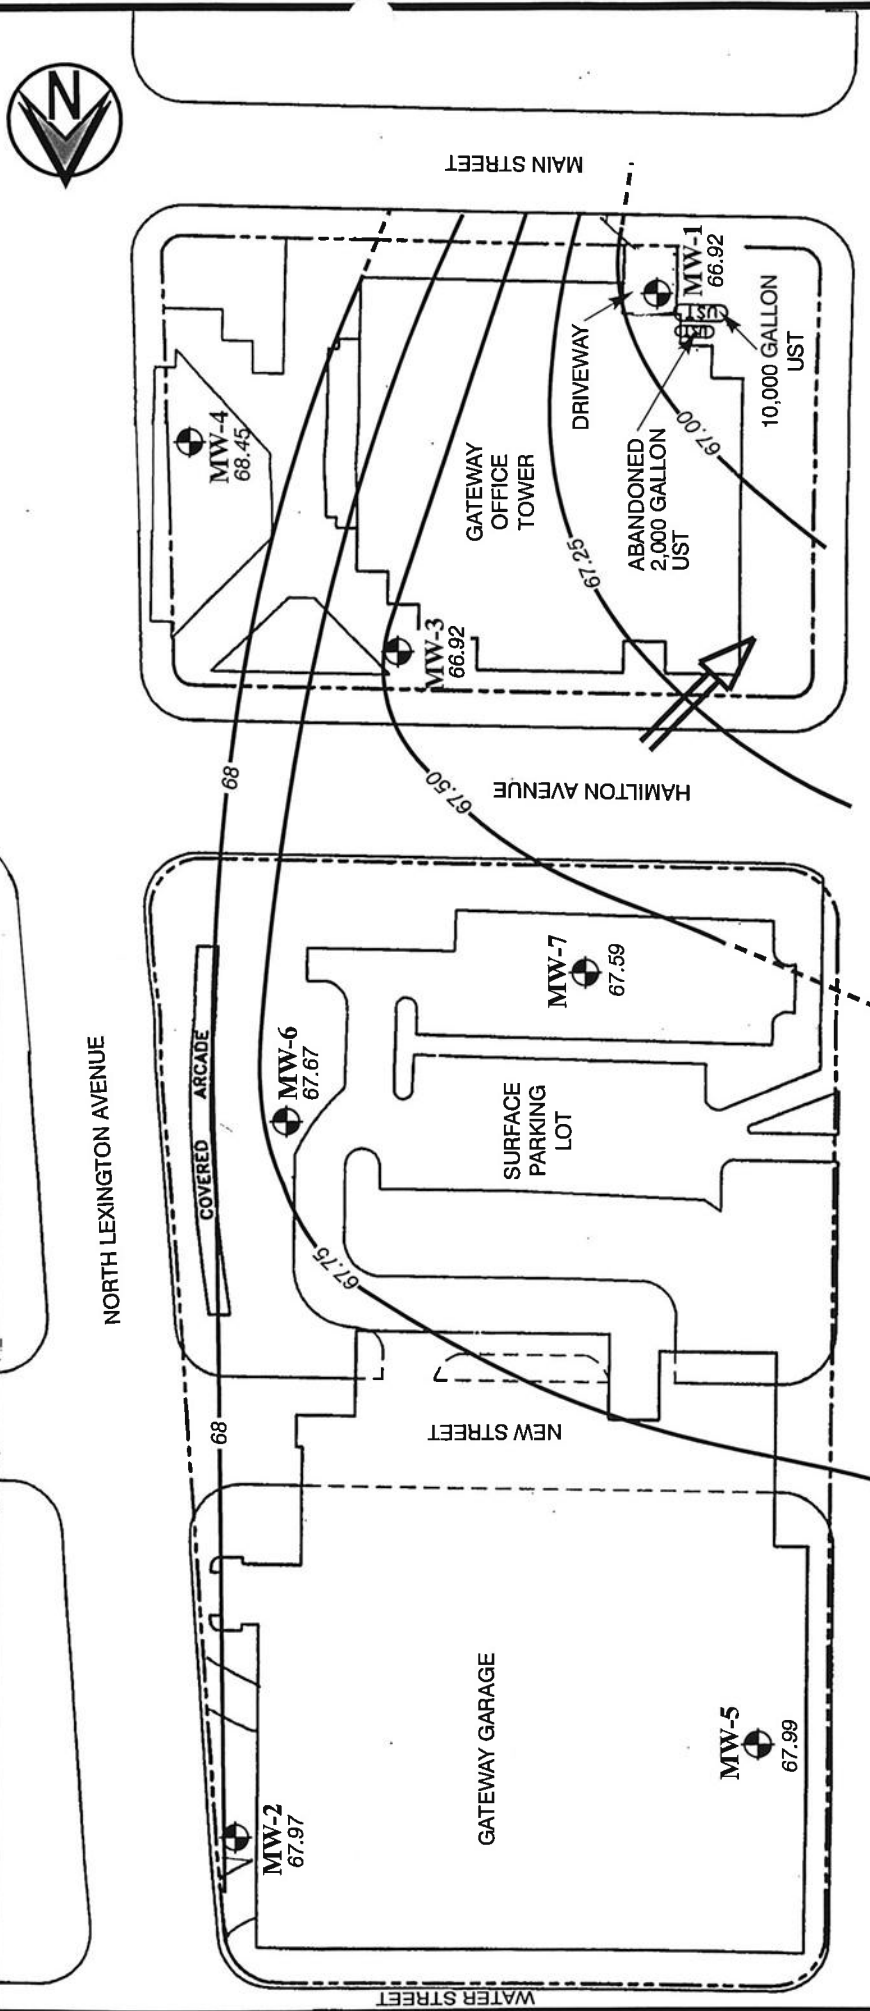 N
MAIN STREET
MW-1
66.92
UST
UST
10,000 GALLON
UST
DRIVEWAY
67.00
ABANDONED
2,000 GALLON
UST
MW-4
68.45
GATEWAY
OFFICE
TOWER
67.25
MW-3
66.92
68
67.50
HAMILTON AVENUE
MW-7
67.59
NORTH LEXINGTON AVENUE
COVERED ARCADE
MW-6
67.67
SURFACE
PARKING
LOT
67.75
68
NEW STREET
GATEWAY GARAGE
MW-5
67.99
MW-2
67.97
WATER STREET